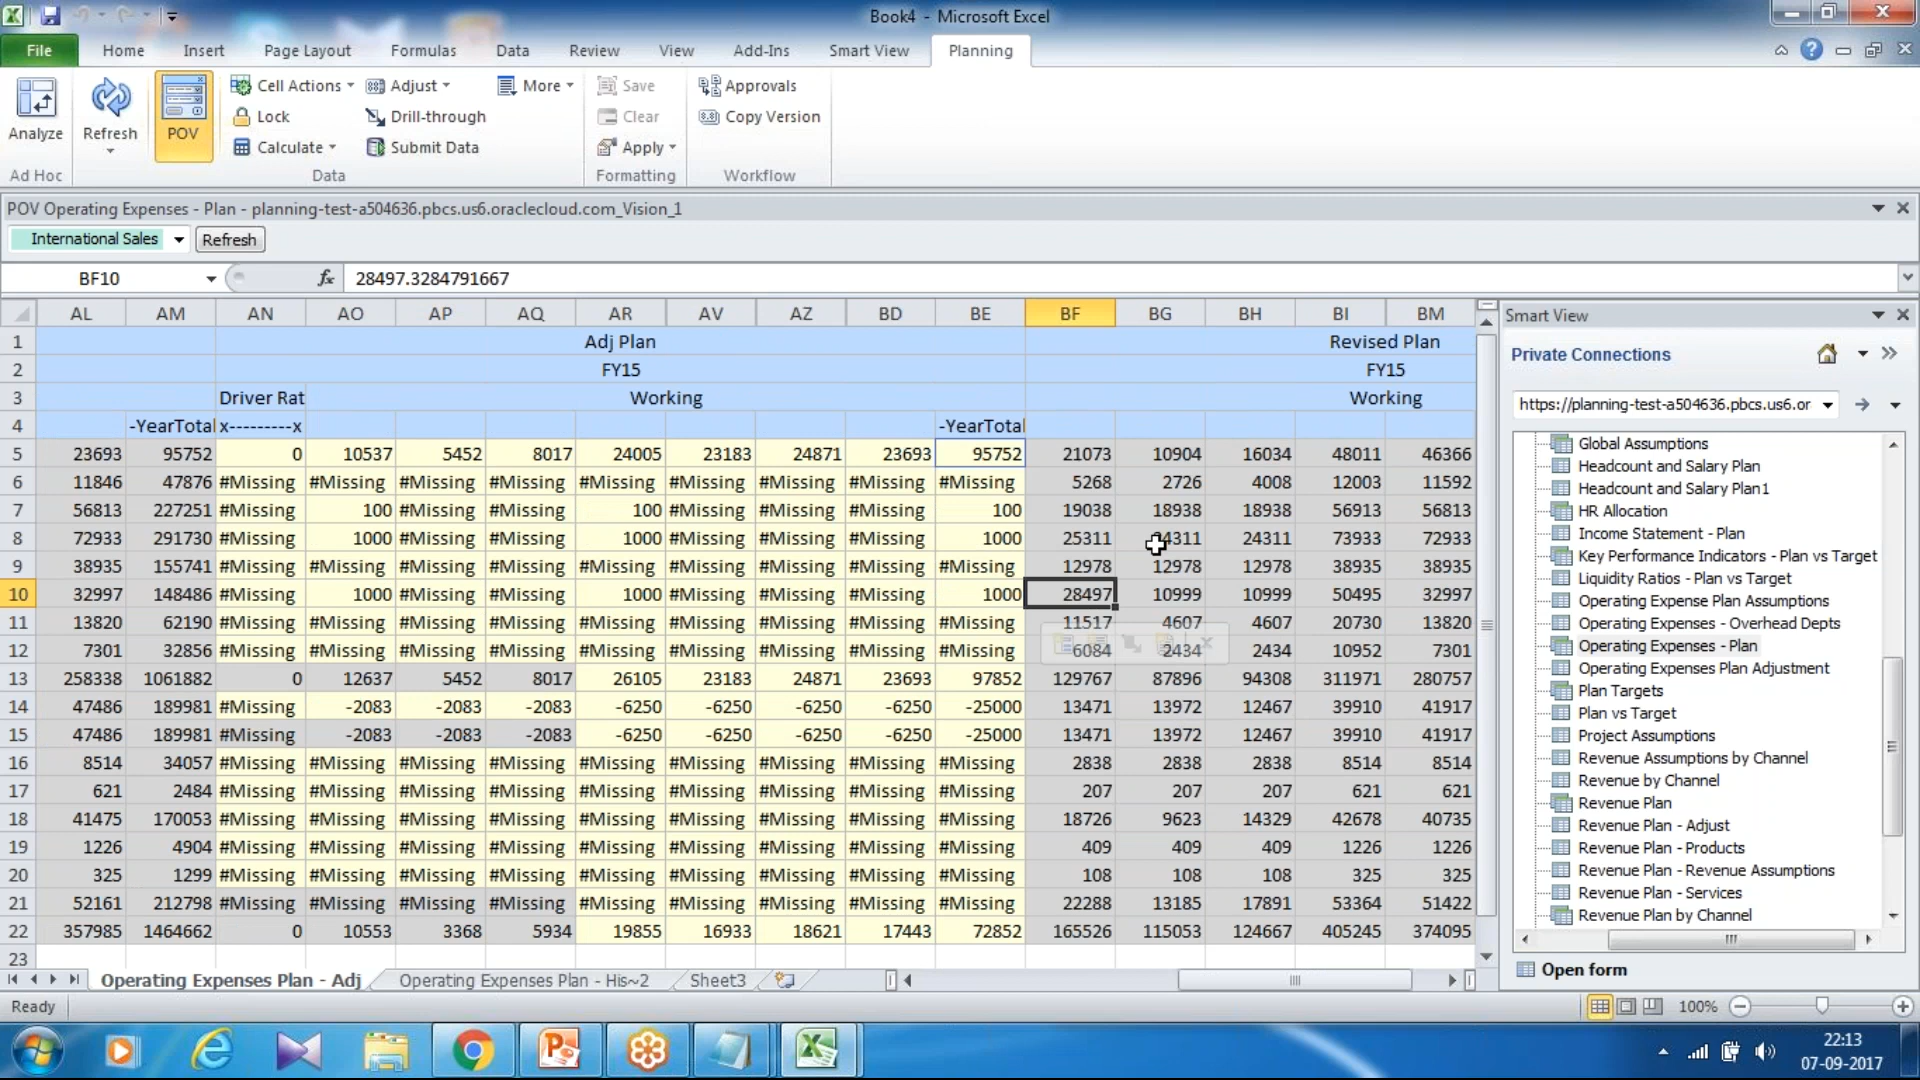 Book4 - Microsoft Excel
File Home Insert Page Layout Formulas Data Review View Add-Ins Smart View Planning
Analyze Refresh POV Cell Actions Adjust More Save Approvals
Lock Drill-through Clear Copy Version
Calculate Submit Data Apply
Ad Hoc Data Formatting Workflow
POV Operating Expenses - Plan - planning-test-a504636.pbcs.us6.oraclecloud.com_Vision_1
International Sales Refresh
BF10 fx 28497.3284791667
AL AM AN AO AP AQ AR AV AZ BD BE BF BG BH BI BM
1 Adj Plan Revised Plan
2 FY15 FY15
3 Driver Rat Working Working
4 -YearTotal x---------x -YearTotal
5 23693 95752 0 10537 5452 8017 24005 23183 24871 23693 95752 21073 10904 16034 48011 46366
6 11846 47876 #Missing #Missing #Missing #Missing #Missing #Missing #Missing #Missing #Missing 5268 2726 4008 12003 11592
7 56813 227251 #Missing 100 #Missing #Missing 100 #Missing #Missing #Missing 100 19038 18938 18938 56913 56813
8 72933 291730 #Missing 1000 #Missing #Missing 1000 #Missing #Missing #Missing 1000 25311 24311 24311 73933 72933
9 38935 155741 #Missing #Missing #Missing #Missing #Missing #Missing #Missing #Missing #Missing 12978 12978 12978 38935 38935
10 32997 148486 #Missing 1000 #Missing #Missing 1000 #Missing #Missing #Missing 1000 28497 10999 10999 50495 32997
11 13820 62190 #Missing #Missing #Missing #Missing #Missing #Missing #Missing #Missing #Missing 11517 4607 4607 20730 13820
12 7301 32856 #Missing #Missing #Missing #Missing #Missing #Missing #Missing #Missing #Missing 6084 2434 2434 10952 7301
13 258338 1061882 0 12637 5452 8017 26105 23183 24871 23693 97852 129767 87896 94308 311971 280757
14 47486 189981 #Missing -2083 -2083 -2083 -6250 -6250 -6250 -6250 -25000 13471 13972 12467 39910 41917
15 47486 189981 #Missing -2083 -2083 -2083 -6250 -6250 -6250 -6250 -25000 13471 13972 12467 39910 41917
16 8514 34057 #Missing #Missing #Missing #Missing #Missing #Missing #Missing #Missing #Missing 2838 2838 2838 8514 8514
17 621 2484 #Missing #Missing #Missing #Missing #Missing #Missing #Missing #Missing #Missing 207 207 207 621 621
18 41475 170053 #Missing #Missing #Missing #Missing #Missing #Missing #Missing #Missing #Missing 18726 9623 14329 42678 40735
19 1226 4904 #Missing #Missing #Missing #Missing #Missing #Missing #Missing #Missing #Missing 409 409 409 1226 1226
20 325 1299 #Missing #Missing #Missing #Missing #Missing #Missing #Missing #Missing #Missing 108 108 108 325 325
21 52161 212798 #Missing #Missing #Missing #Missing #Missing #Missing #Missing #Missing #Missing 22288 13185 17891 53364 51422
22 357985 1464662 0 10553 3368 5934 19855 16933 18621 17443 72852 165526 115053 124667 405245 374095
23
Smart View
Private Connections
https://planning-test-a504636.pbcs.us6.or
Global Assumptions
Headcount and Salary Plan
Headcount and Salary Plan1
HR Allocation
Income Statement - Plan
Key Performance Indicators - Plan vs Target
Liquidity Ratios - Plan vs Target
Operating Expense Plan Assumptions
Operating Expenses - Overhead Depts
Operating Expenses - Plan
Operating Expenses Plan Adjustment
Plan Targets
Plan vs Target
Project Assumptions
Revenue Assumptions by Channel
Revenue by Channel
Revenue Plan
Revenue Plan - Adjust
Revenue Plan - Products
Revenue Plan - Revenue Assumptions
Revenue Plan - Services
Revenue Plan by Channel
Open form
Operating Expenses Plan - Adj Operating Expenses Plan - His~2 Sheet3
Ready 100%
22:13
07-09-2017